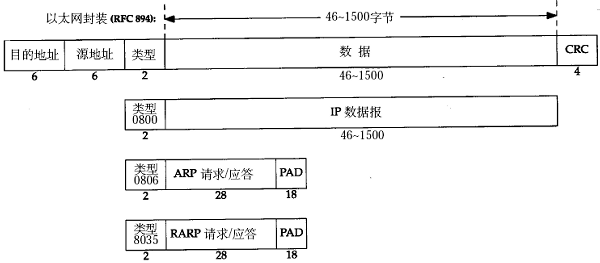 以太网封装 (RFC 894): 46~1500字节
目的地址 源地址 类型 数 据 CRC
6 6 2 46~1500 4
类型 0800 IP 数据报
2 46~1500
类型 0806 ARP 请求/应答 PAD
2 28 18
类型 8035 RARP 请求/应答 PAD
2 28 18